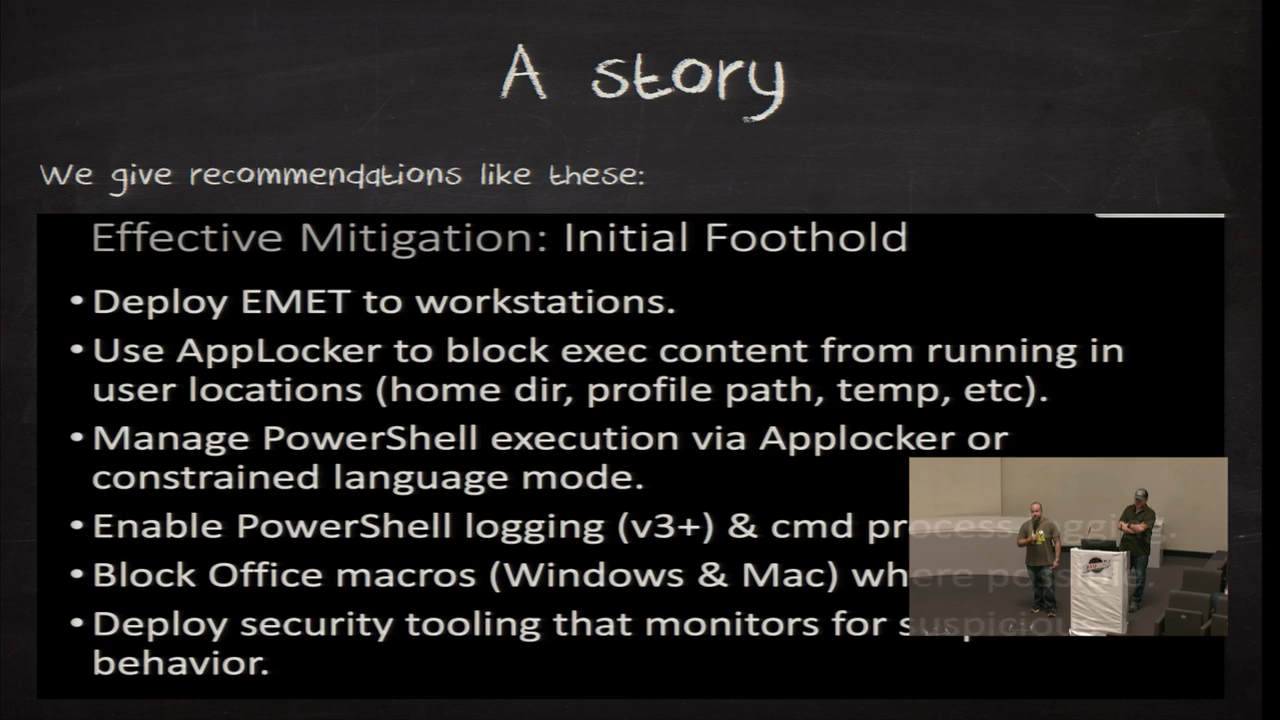 A story
We give recommendations like these:
Effective Mitigation: Initial Foothold
• Deploy EMET to workstations.
• Use AppLocker to block exec content from running in
user locations (home dir, profile path, temp, etc).
• Manage PowerShell execution via Applocker or
constrained language mode.
• Enable PowerShell logging (v3+) & cmd process logging.
• Block Office macros (Windows & Mac) where possible.
• Deploy security tooling that monitors for suspicious
behavior.